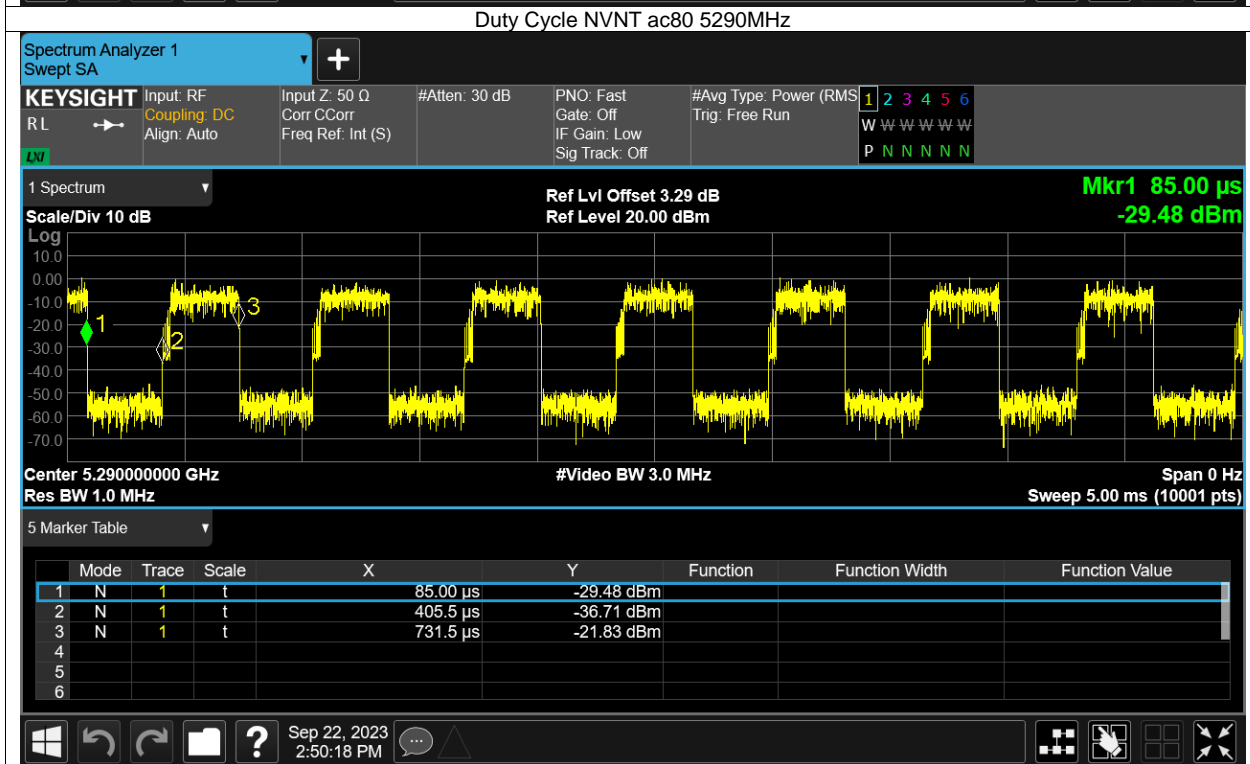 Duty Cycle NVNT ac80 5290MHz
Spectrum Analyzer 1
Swept SA
+
KEYSIGHT
RL
LXI
Input: RF
Coupling: DC
Align: Auto
Input Z: 50 Ω
Corr CCorr
Freq Ref: Int (S)
#Atten: 30 dB
PNO: Fast
Gate: Off
IF Gain: Low
Sig Track: Off
#Avg Type: Power (RMS
Trig: Free Run
1 2 3 4 5 6
W W W W W W
P N N N N N
1 Spectrum
Scale/Div 10 dB
Ref Lvl Offset 3.29 dB
Ref Level 20.00 dBm
Mkr1 85.00 µs
-29.48 dBm
Log
10.0
0.00
-10.0
-20.0
-30.0
-40.0
-50.0
-60.0
-70.0
1
2
3
Center 5.290000000 GHz
#Video BW 3.0 MHz
Span 0 Hz
Res BW 1.0 MHz
Sweep 5.00 ms (10001 pts)
5 Marker Table
Mode Trace Scale X Y Function Function Width Function Value
1 N 1 t 85.00 µs -29.48 dBm
2 N 1 t 405.5 µs -36.71 dBm
3 N 1 t 731.5 µs -21.83 dBm
4
5
6
?
Sep 22, 2023
2:50:18 PM